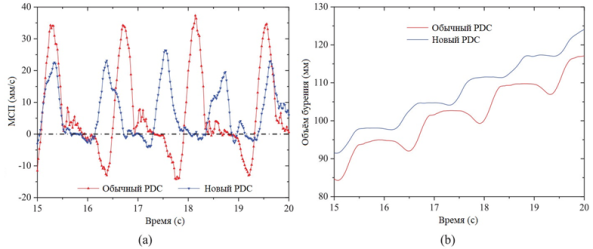 МСП (мм/с)
40
30
20
10
0
-10
-20
15
16
17
18
19
20
Обычный PDC
Новый PDC
Время (с)
(a)
Объём бурения (мм)
130
120
110
100
90
80
15
16
17
18
19
20
Обычный PDC
Новый PDC
Время (с)
(b)